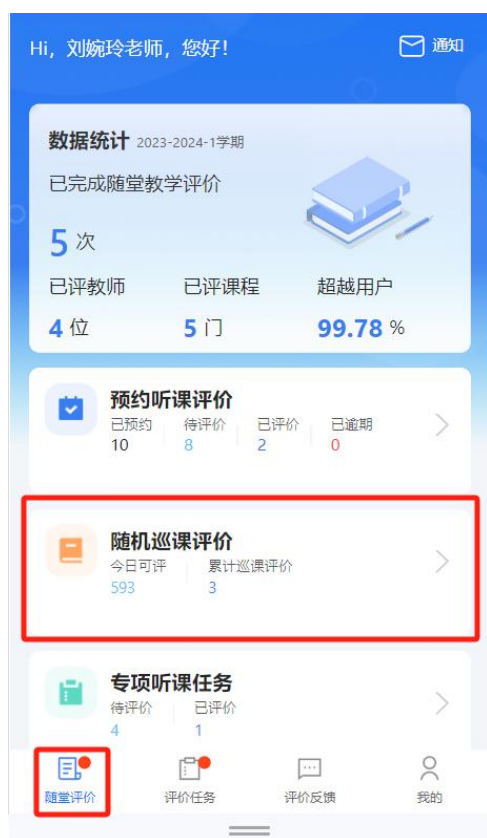 Hi, 刘婉玲老师，您好！
通知
数据统计 2023-2024-1学期
已完成随堂教学评价
5 次
已评教师 已评课程 超越用户
4 位 5 门 99.78 %
预约听课评价
已预约 待评价 已评价 已逾期
10 8 2 0
随机巡课评价
今日可评 累计巡课评价
593 3
专项听课任务
待评价 已评价
4 1
随堂评价 评价任务 评价反馈 我的